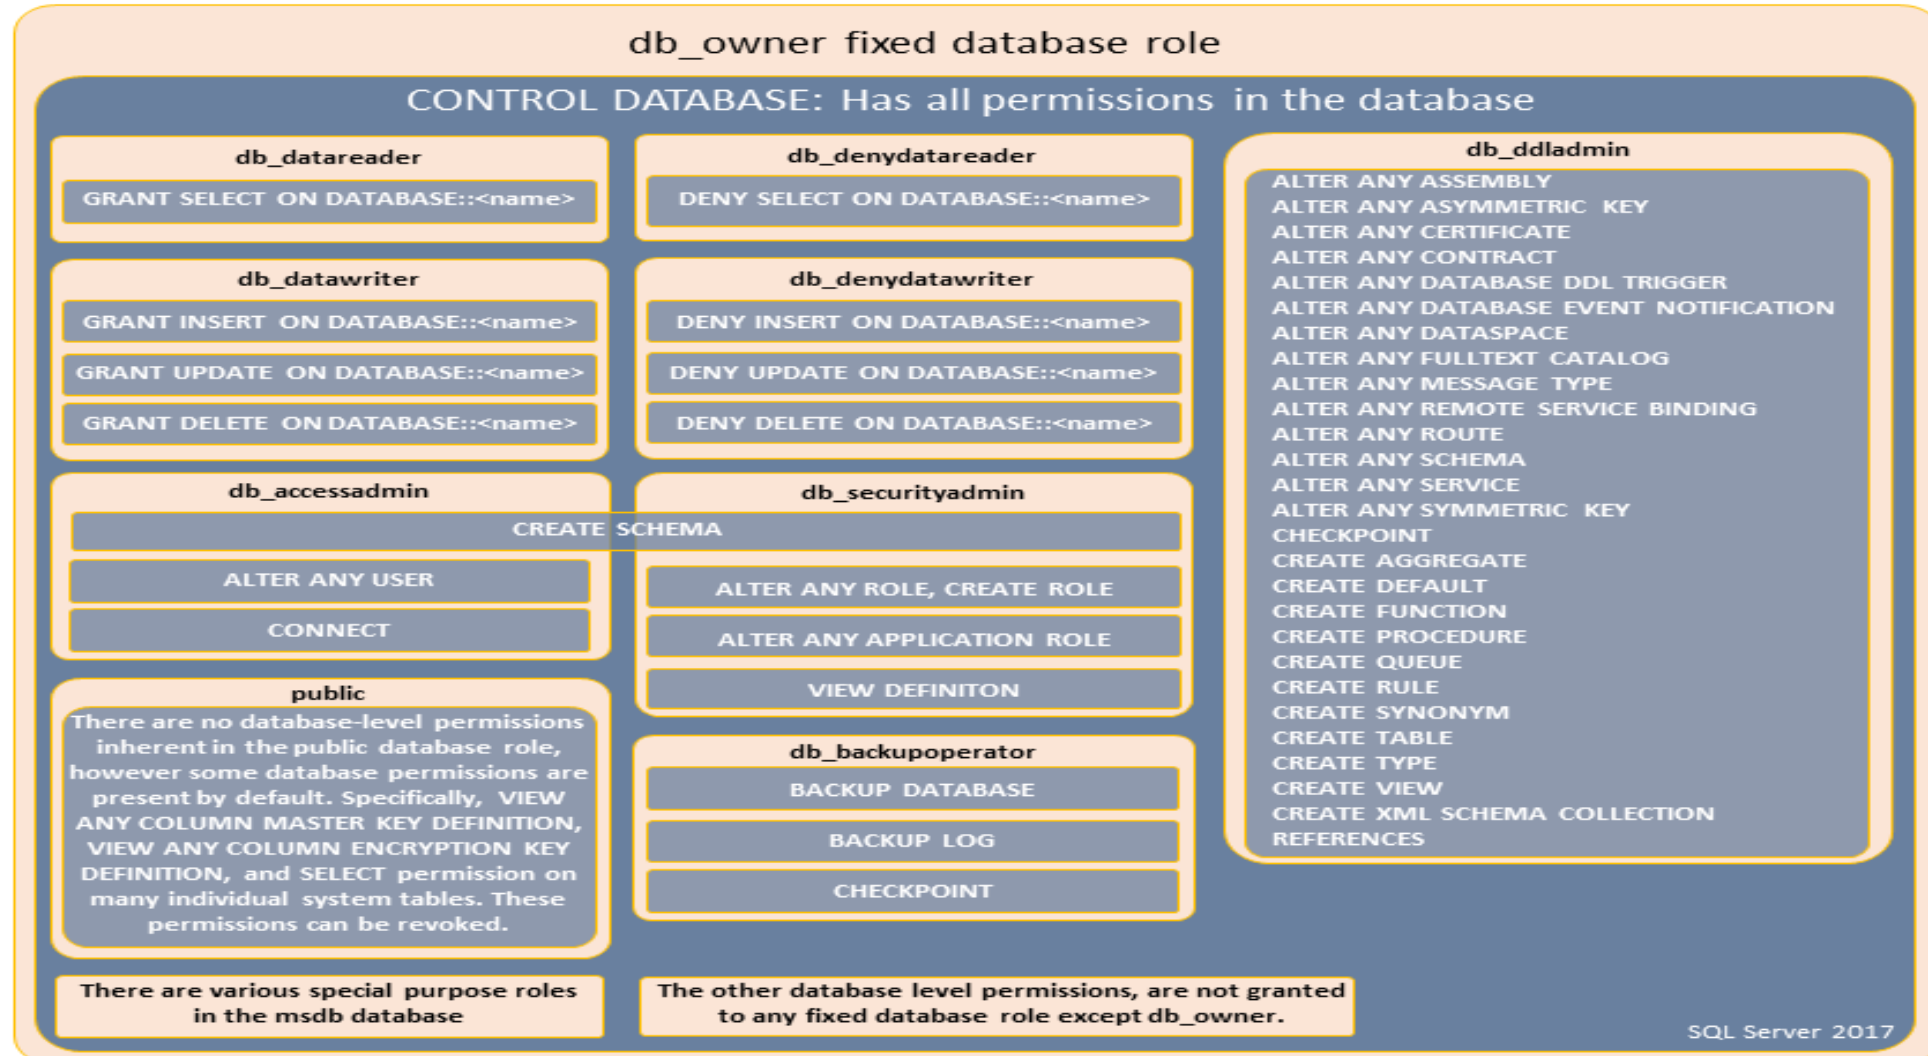 db_owner fixed database role
CONTROL DATABASE: Has all permissions in the database
db_datareader
GRANT SELECT ON DATABASE::<name>
db_denydatareader
DENY SELECT ON DATABASE::<name>
db_datawriter
GRANT INSERT ON DATABASE::<name>
GRANT UPDATE ON DATABASE::<name>
GRANT DELETE ON DATABASE::<name>
db_denydatawriter
DENY INSERT ON DATABASE::<name>
DENY UPDATE ON DATABASE::<name>
DENY DELETE ON DATABASE::<name>
db_accessadmin
db_securityadmin
CREATE SCHEMA
ALTER ANY USER
CONNECT
ALTER ANY ROLE, CREATE ROLE
ALTER ANY APPLICATION ROLE
VIEW DEFINITON
public
There are no database-level permissions
inherent in the public database role,
however some database permissions are
present by default. Specifically, VIEW
ANY COLUMN MASTER KEY DEFINITION,
VIEW ANY COLUMN ENCRYPTION KEY
DEFINITION, and SELECT permission on
many individual system tables. These
permissions can be revoked.
db_backupoperator
BACKUP DATABASE
BACKUP LOG
CHECKPOINT
db_ddladmin
ALTER ANY ASSEMBLY
ALTER ANY ASYMMETRIC KEY
ALTER ANY CERTIFICATE
ALTER ANY CONTRACT
ALTER ANY DATABASE DDL TRIGGER
ALTER ANY DATABASE EVENT NOTIFICATION
ALTER ANY DATASPACE
ALTER ANY FULLTEXT CATALOG
ALTER ANY MESSAGE TYPE
ALTER ANY REMOTE SERVICE BINDING
ALTER ANY ROUTE
ALTER ANY SCHEMA
ALTER ANY SERVICE
ALTER ANY SYMMETRIC KEY
CHECKPOINT
CREATE AGGREGATE
CREATE DEFAULT
CREATE FUNCTION
CREATE PROCEDURE
CREATE QUEUE
CREATE RULE
CREATE SYNONYM
CREATE TABLE
CREATE TYPE
CREATE VIEW
CREATE XML SCHEMA COLLECTION
REFERENCES
There are various special purpose roles
in the msdb database
The other database level permissions, are not granted
to any fixed database role except db_owner.
SQL Server 2017